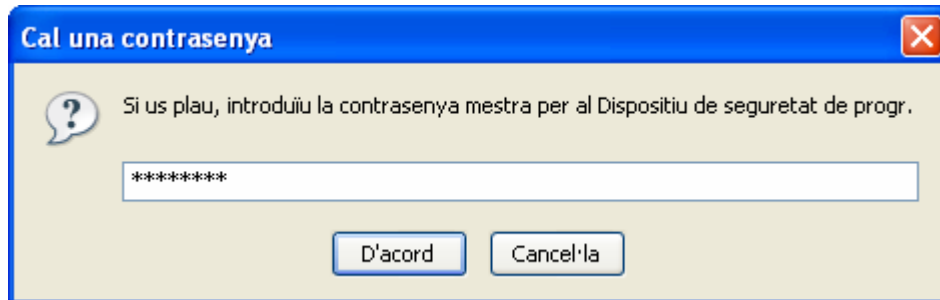 Cal una contrasenya
Si us plau, introduïu la contrasenya mestra per al Dispositiu de seguretat de progr.
********
D'acord
Cancel·la